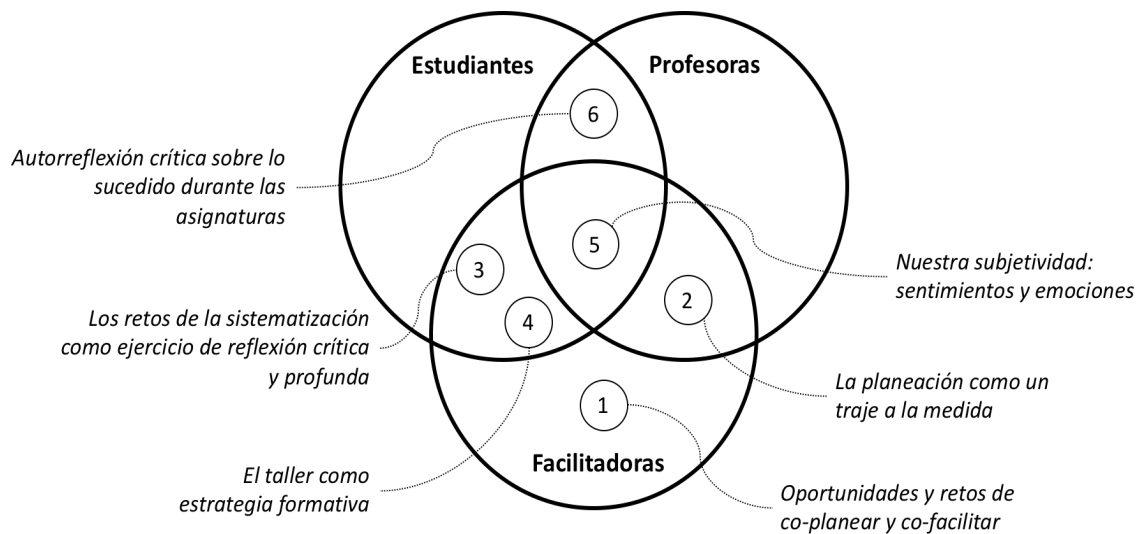 Estudiantes
Profesoras
6
Autorreflexión crítica sobre lo
sucedido durante las
asignaturas
5
3
Nuestra subjetividad:
sentimientos y emociones
2
4
Los retos de la sistematización
como ejercicio de reflexión crítica
y profunda
La planeación como un
traje a la medida
1
Facilitadoras
El taller como
estrategia formativa
Oportunidades y retos de
co-planear y co-facilitar